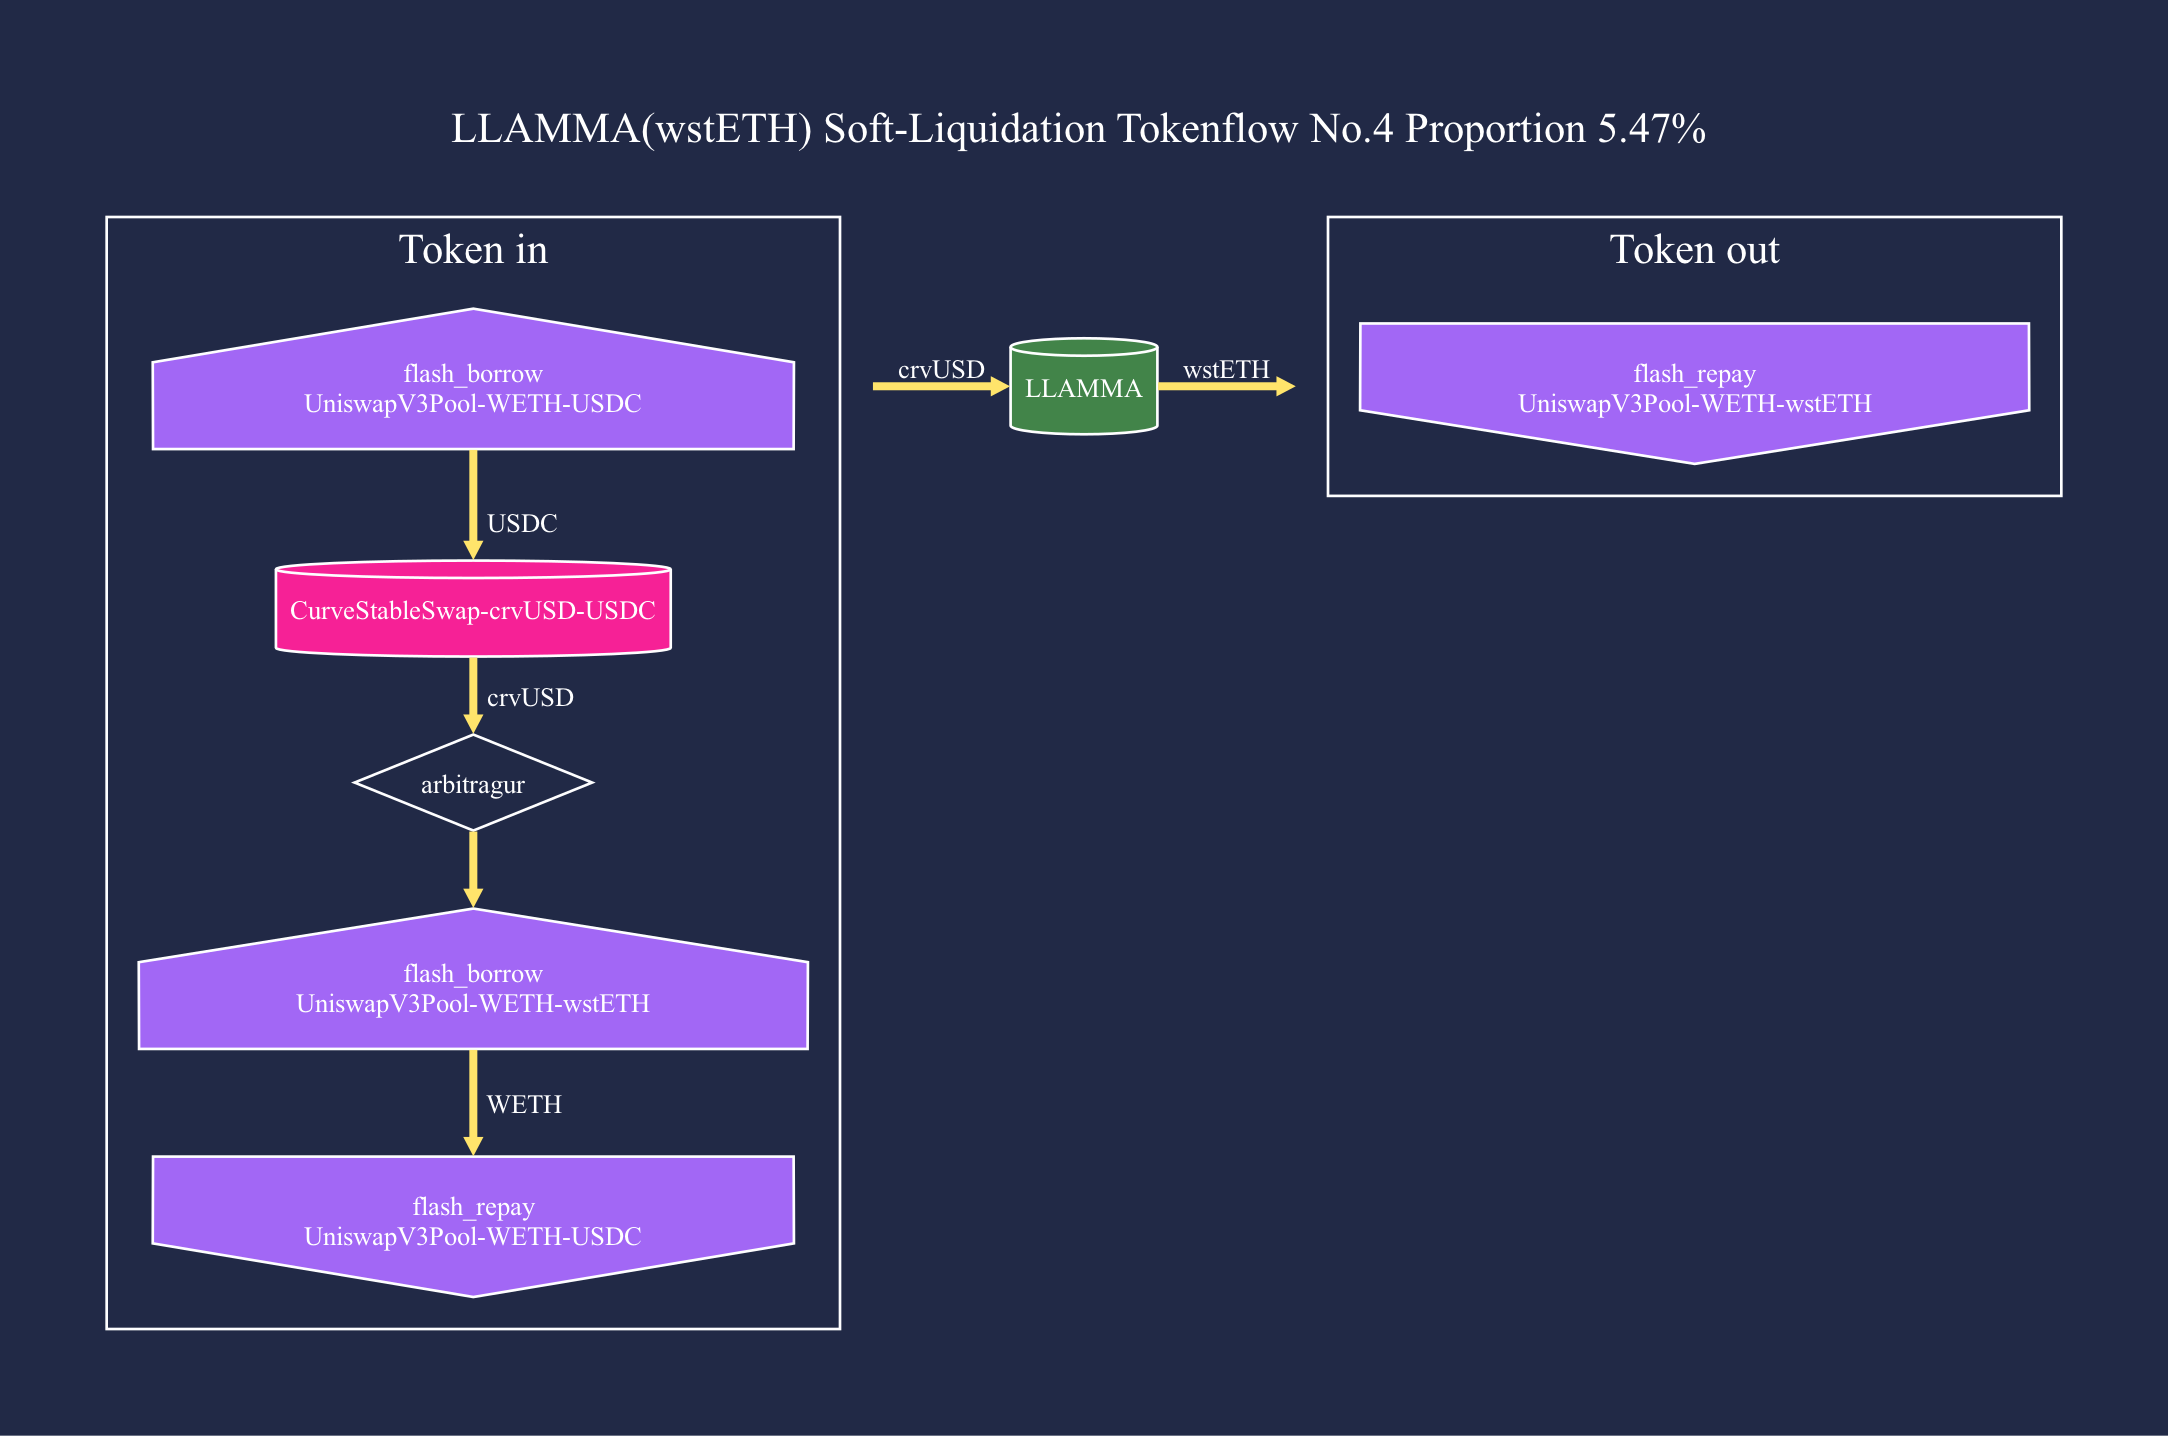 LLAMMA(wstETH) Soft-Liquidation Tokenflow No.4 Proportion 5.47%
Token in
flash_borrow
UniswapV3Pool-WETH-USDC
USDC
CurveStableSwap-crvUSD-USDC
crvUSD
arbitragur
flash_borrow
UniswapV3Pool-WETH-wstETH
WETH
flash_repay
UniswapV3Pool-WETH-USDC
crvUSD
LLAMMA
wstETH
Token out
flash_repay
UniswapV3Pool-WETH-wstETH